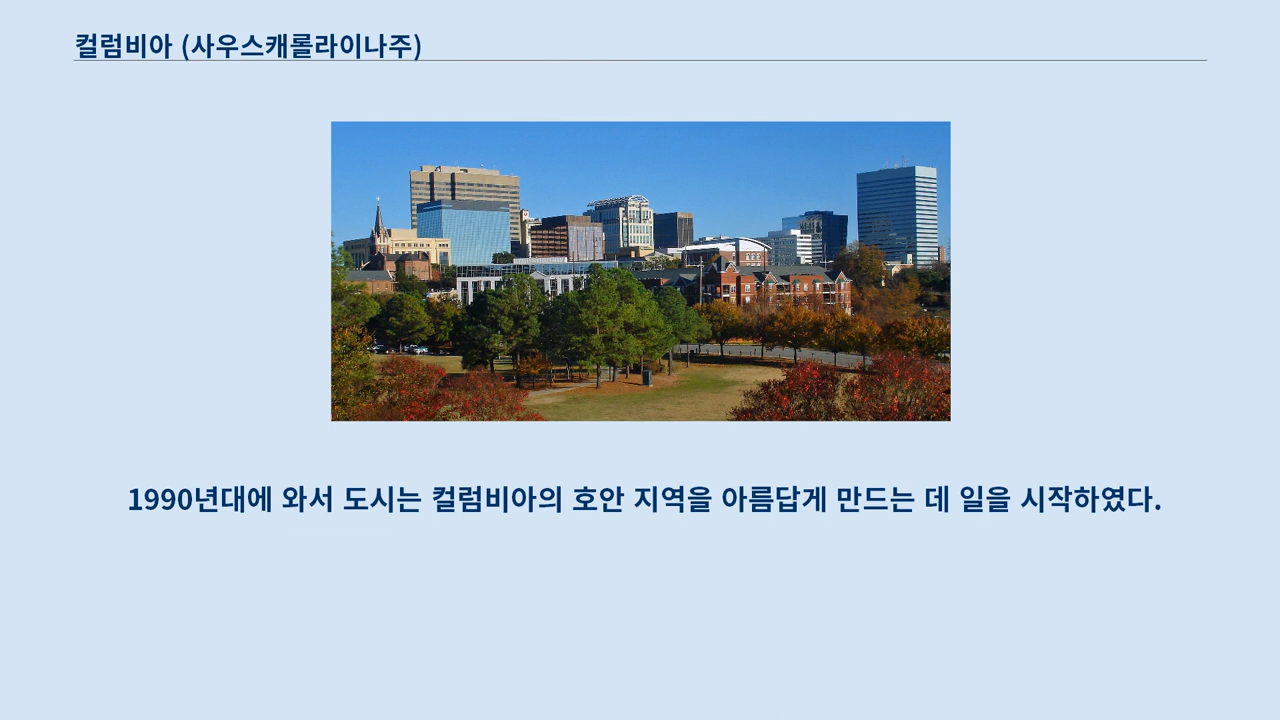 컬럼비아 (사우스캐롤라이나주)
1990년대에 와서 도시는 컬럼비아의 호안 지역을 아름답게 만드는 데 일을 시작하였다.